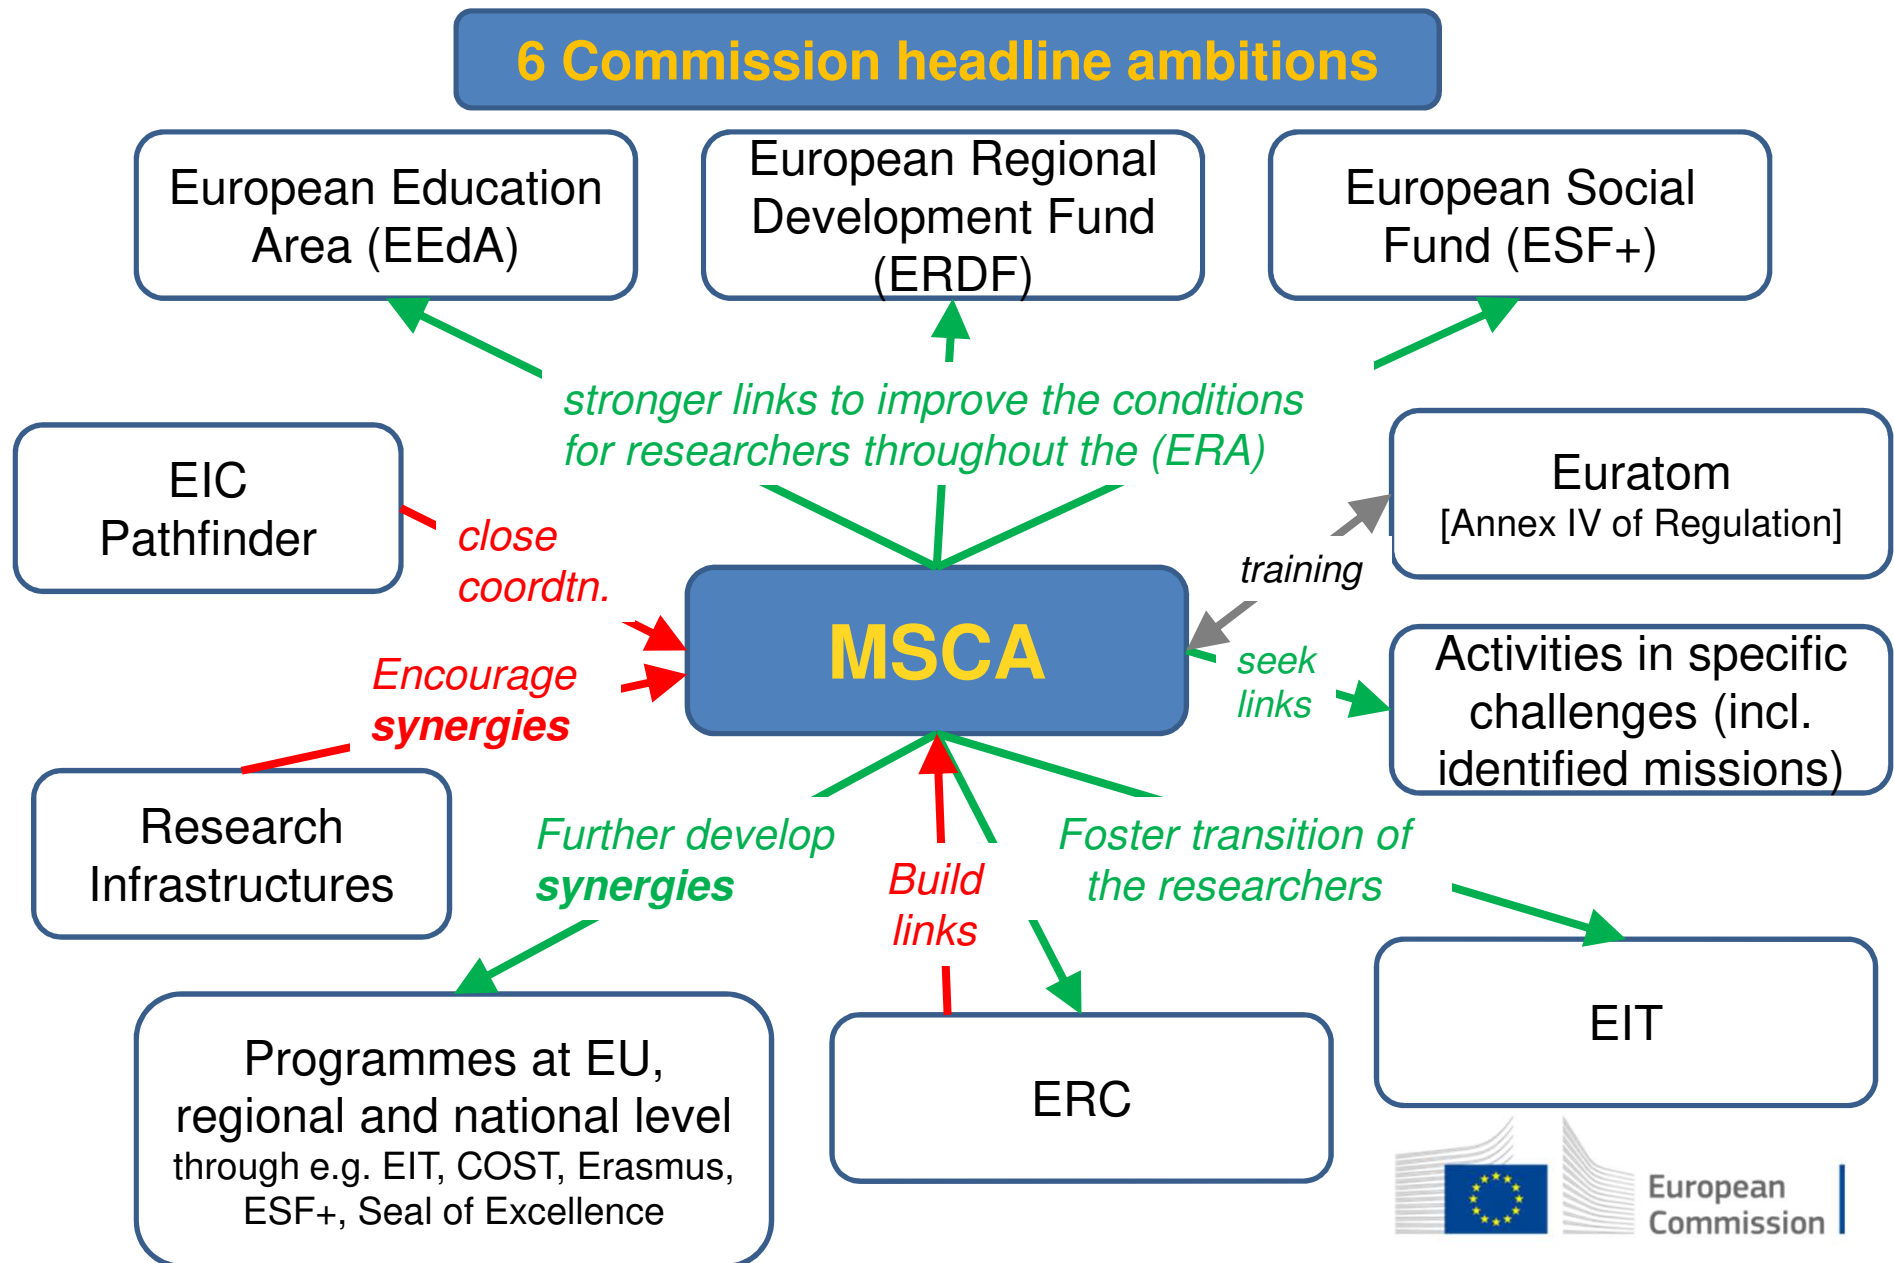 6 Commission headline ambitions
European Education
Area (EEdA)
European Regional
Development Fund
(ERDF)
European Social
Fund (ESF+)
stronger links to improve the conditions
for researchers throughout the (ERA)
EIC
Pathfinder
close
coordtn.
Euratom
[Annex IV of Regulation]
training
MSCA
seek
links
Activities in specific
challenges (incl.
identified missions)
Encourage
synergies
Research
Infrastructures
Further develop
synergies
Build
links
Foster transition of
the researchers
Programmes at EU,
regional and national level
through e.g. EIT, COST, Erasmus,
ESF+, Seal of Excellence
ERC
EIT
European
Commission